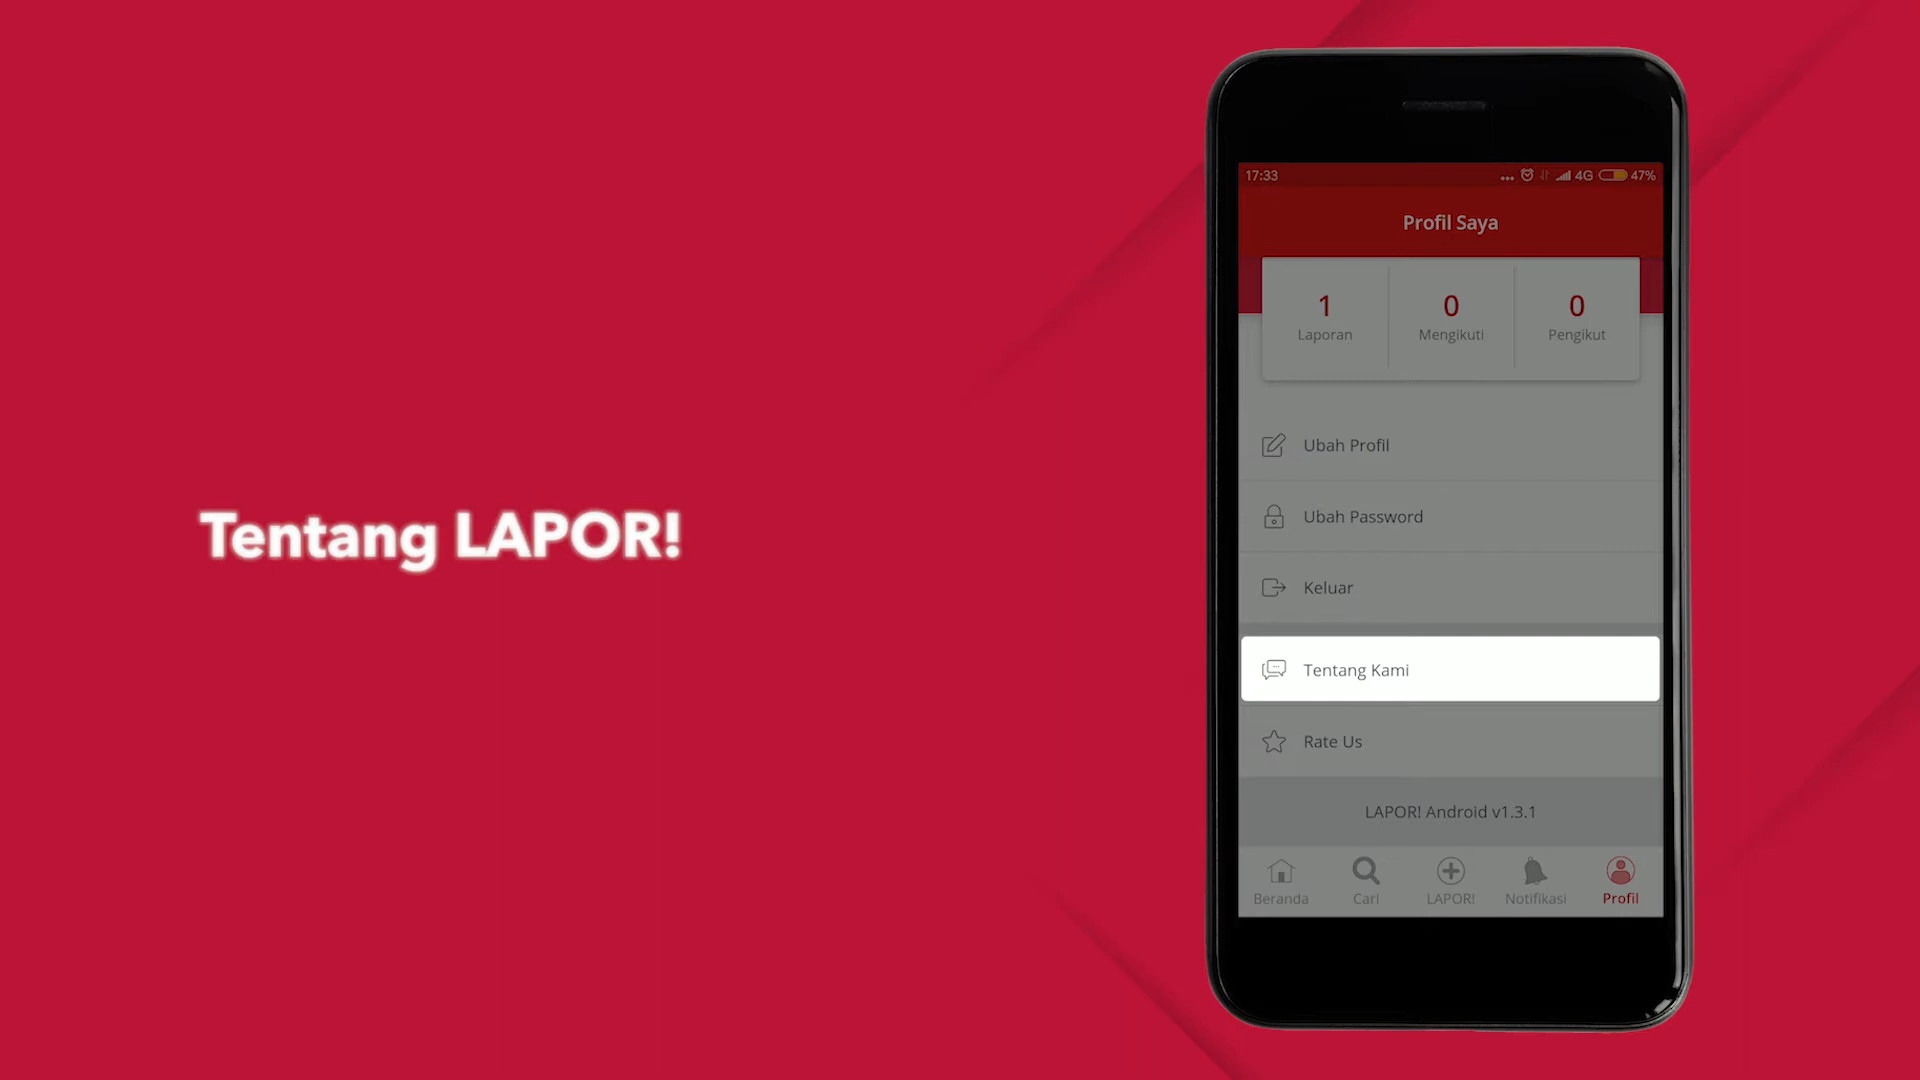 Tentang LAPOR!
17:33
4G 47%
Profil Saya
1 0 0
Laporan Mengikuti Pengikut
Ubah Profil
Ubah Password
Keluar
Tentang Kami
Rate Us
LAPOR! Android v1.3.1
Beranda Cari LAPOR! Notifikasi Profil